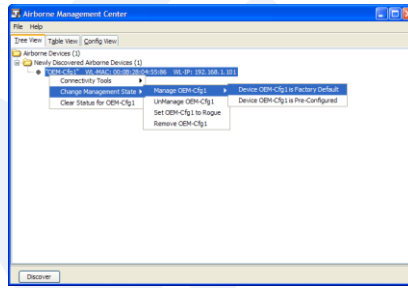 Airborne Management Center
File Help
Tree View Table View Config View
Airborne Devices (1)
Newly Discovered Airborne Devices (1)
"OEM-Cfg1" WL-MAC: 00:0B:28:04:55:86 WL-IP: 192.168.1.101
Connectivity Tools
Change Management State Manage OEM-Cfg1 Device OEM-Cfg1 is Factory Default
Clear Status for OEM-Cfg1 UnManage OEM-Cfg1 Device OEM-Cfg1 is Pre-Configured
Set OEM-Cfg1 to Rogue
Remove OEM-Cfg1
Discover